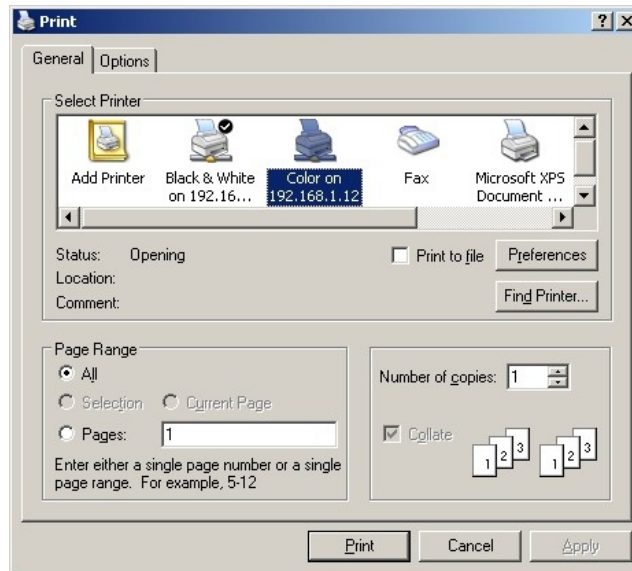 Print
General
Options
Select Printer
Add Printer
Black & White
on 192.16...
Color on
192.168.1.12
Fax
Microsoft XPS
Document ...
Status: Opening
Location:
Comment:
Print to file
Preferences
Find Printer...
Page Range
All
Selection
Current Page
Pages: 1
Enter either a single page number or a single
page range. For example, 5-12
Number of copies: 1
Collate
1 2 3 1 2 3
Print
Cancel
Apply